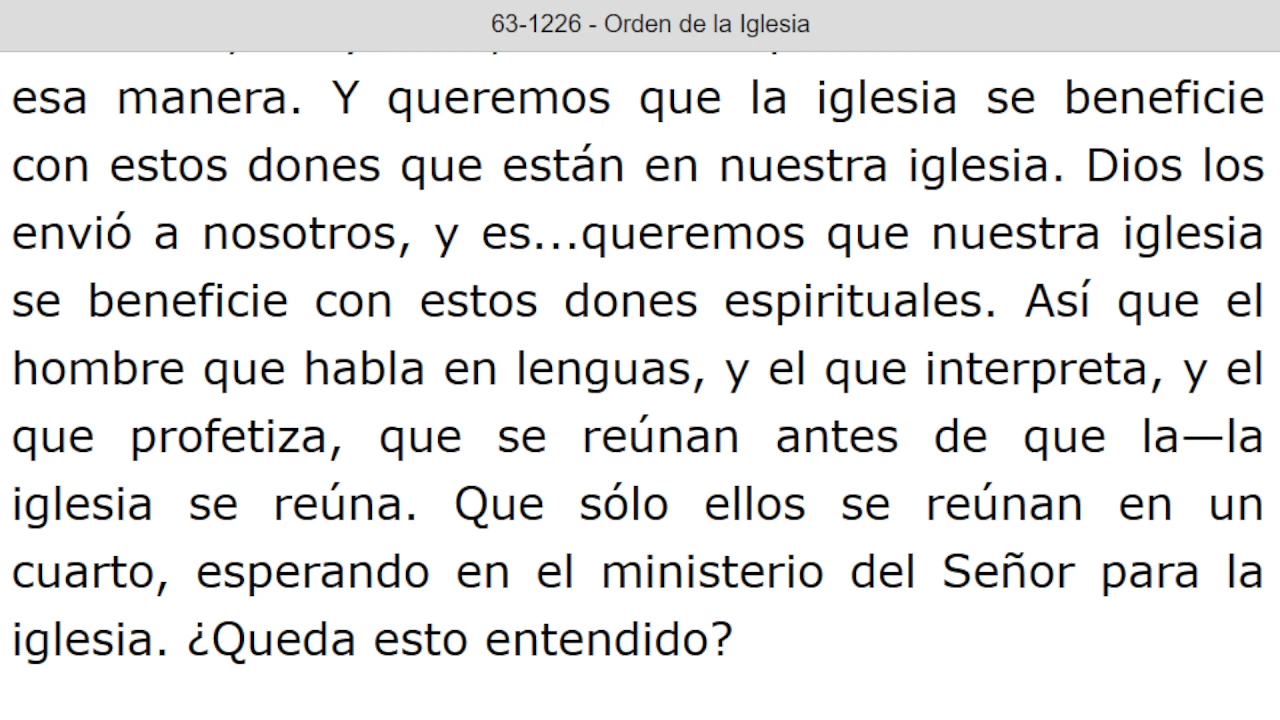 63-1226 - Orden de la Iglesia
esa manera. Y queremos que la iglesia se beneficie
con estos dones que están en nuestra iglesia. Dios los
envió a nosotros, y es...queremos que nuestra iglesia
se beneficie con estos dones espirituales. Así que el
hombre que habla en lenguas, y el que interpreta, y el
que profetiza, que se reúnan antes de que la—la
iglesia se reúna. Que sólo ellos se reúnan en un
cuarto, esperando en el ministerio del Señor para la
iglesia. ¿Queda esto entendido?